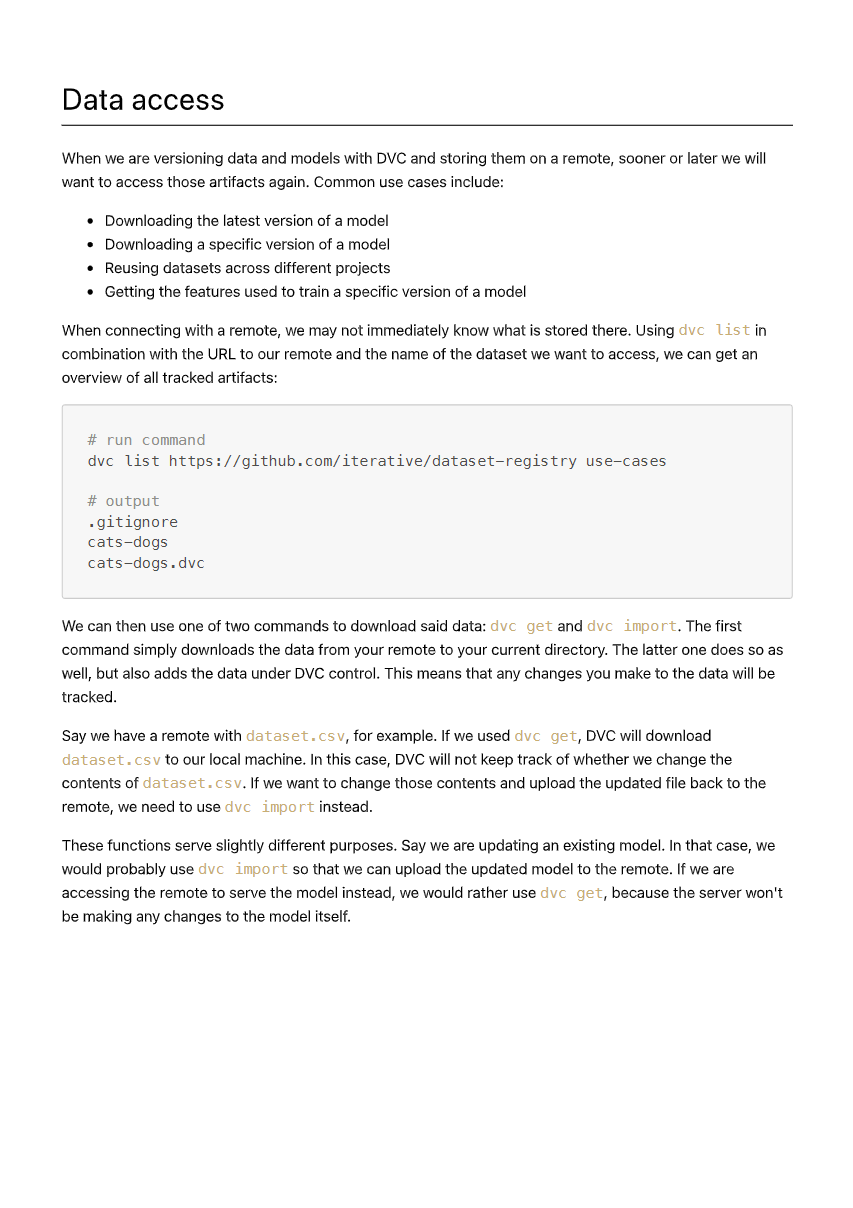 Data access
When we are versioning data and models with DVC and storing them on a remote, sooner or later we will
want to access those artifacts again. Common use cases include:
• Downloading the latest version of a model
• Downloading a specific version of a model
• Reusing datasets across different projects
• Getting the features used to train a specific version of a model
When connecting with a remote, we may not immediately know what is stored there. Using dvc list in
combination with the URL to our remote and the name of the dataset we want to access, we can get an
overview of all tracked artifacts:
# run command
dvc list https://github.com/iterative/dataset-registry use-cases
# output
.gitignore
cats-dogs
cats-dogs.dvc
We can then use one of two commands to download said data: dvc get and dvc import. The first
command simply downloads the data from your remote to your current directory. The latter one does so as
well, but also adds the data under DVC control. This means that any changes you make to the data will be
tracked.
Say we have a remote with dataset.csv, for example. If we used dvc get, DVC will download
dataset.csv to our local machine. In this case, DVC will not keep track of whether we change the
contents of dataset.csv. If we want to change those contents and upload the updated file back to the
remote, we need to use dvc import instead.
These functions serve slightly different purposes. Say we are updating an existing model. In that case, we
would probably use dvc import so that we can upload the updated model to the remote. If we are
accessing the remote to serve the model instead, we would rather use dvc get, because the server won't
be making any changes to the model itself.